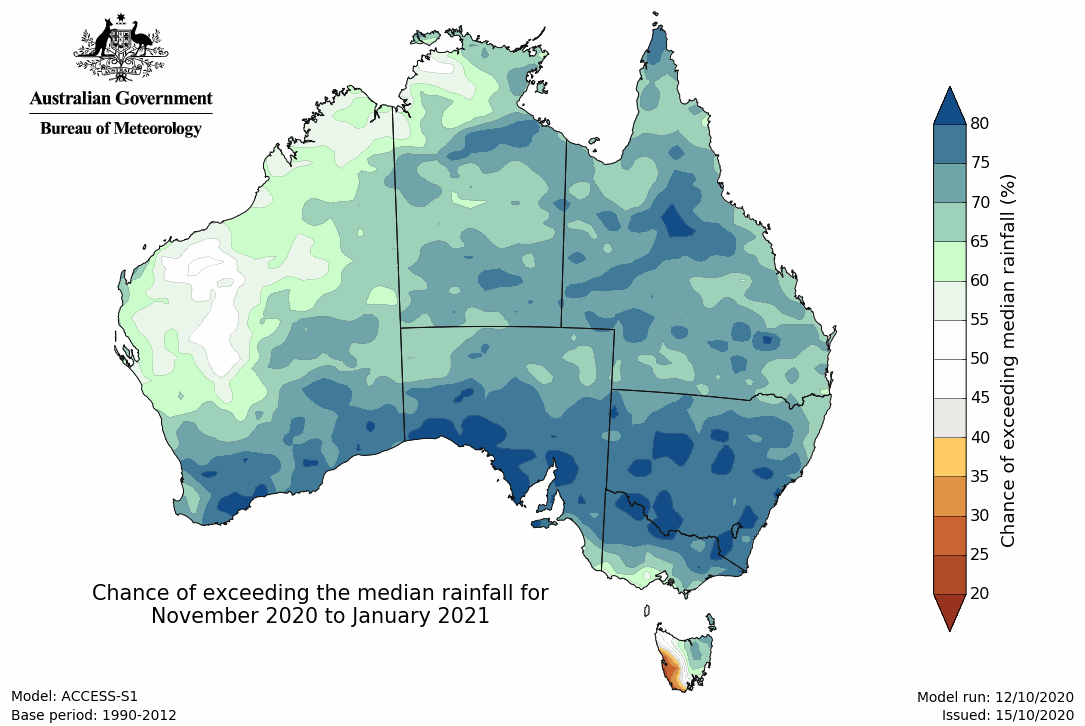 AUSTRALIA
Australian Government
Bureau of Meteorology
80
75
70
65
60
55
50
45
40
35
30
25
20
Chance of exceeding median rainfall (%)
Chance of exceeding the median rainfall for
November 2020 to January 2021
Model: ACCESS-S1
Base period: 1990-2012
Model run: 12/10/2020
Issued: 15/10/2020